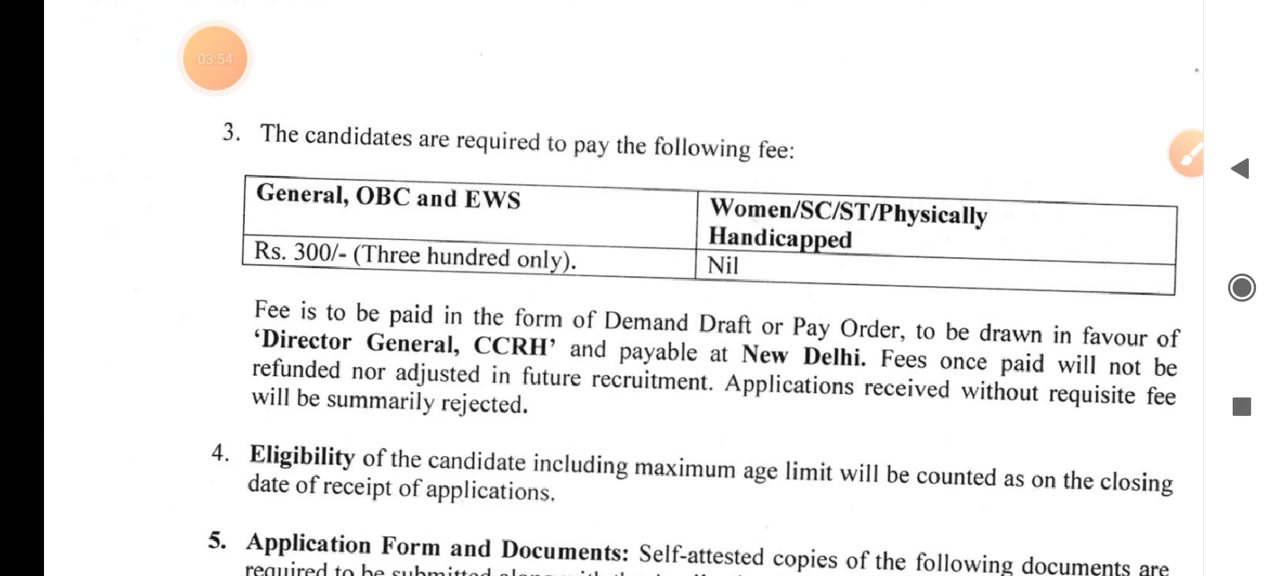 03:54
3. The candidates are required to pay the following fee:
General, OBC and EWS
Women/SC/ST/Physically
Handicapped
Rs. 300/- (Three hundred only).
Nil
Fee is to be paid in the form of Demand Draft or Pay Order, to be drawn in favour of
‘Director General, CCRH’ and payable at New Delhi. Fees once paid will not be
refunded nor adjusted in future recruitment. Applications received without requisite fee
will be summarily rejected.
4. Eligibility of the candidate including maximum age limit will be counted as on the closing
date of receipt of applications.
5. Application Form and Documents: Self-attested copies of the following documents are
required to be submitted